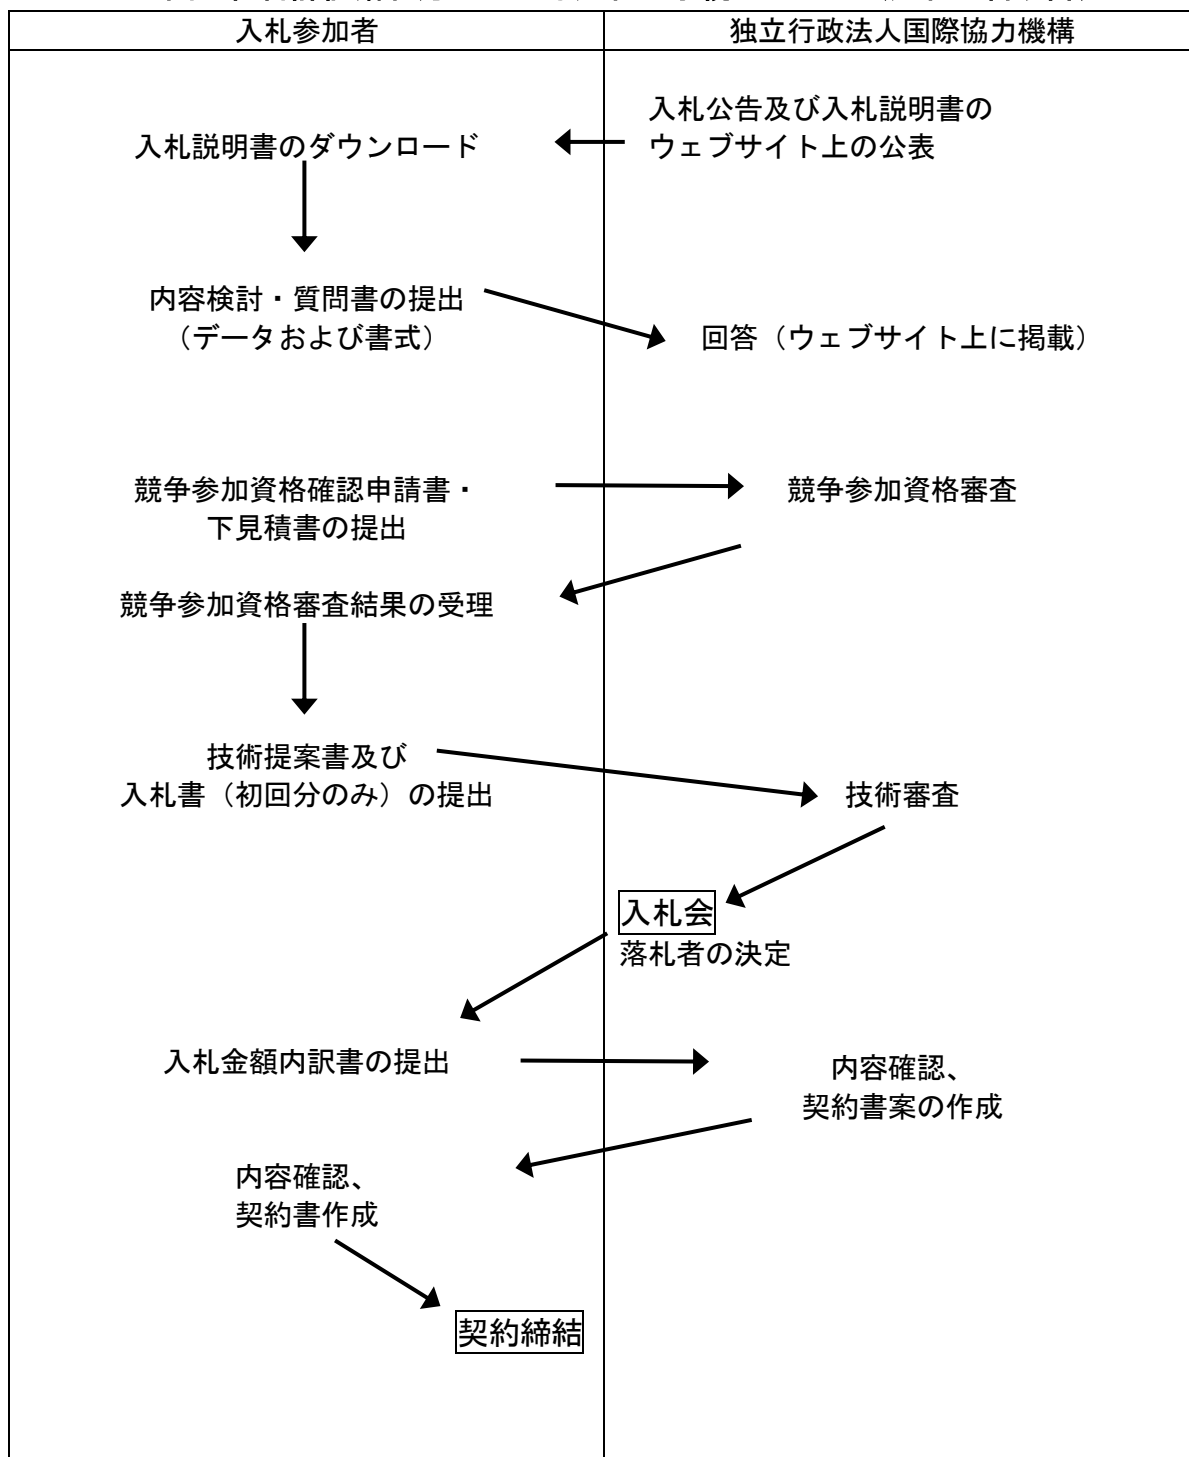 入札参加者
独立行政法人国際協力機構
入札公告及び入札説明書の
ウェブサイト上の公表
入札説明書のダウンロード
内容検討・質問書の提出
（データおよび書式）
回答（ウェブサイト上に掲載）
競争参加資格確認申請書・
下見積書の提出
競争参加資格審査
競争参加資格審査結果の受理
技術提案書及び
入札書（初回分のみ）の提出
技術審査
入札会
落札者の決定
入札金額内訳書の提出
内容確認、
契約書案の作成
内容確認、
契約書作成
契約締結